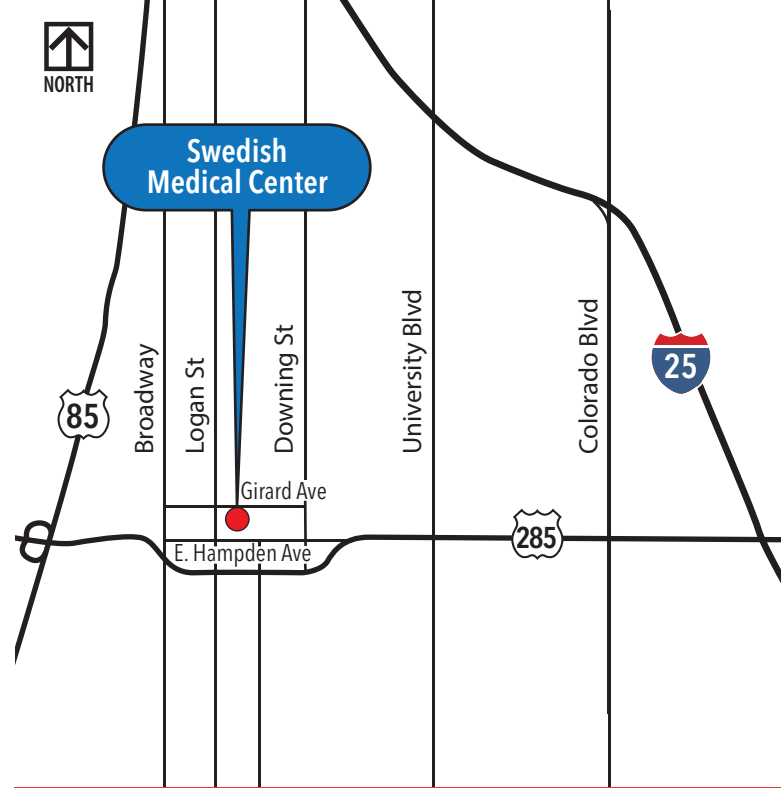 NORTH
Swedish
Medical Center
Broadway
Logan St
Downing St
University Blvd
Colorado Blvd
25
85
Girard Ave
285
E. Hampden Ave